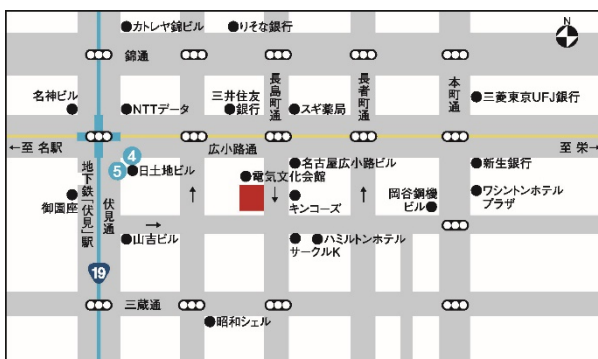 カトレヤ錦ビル
りそな銀行
N
錦通
名神ビル
NTTデータ
三井住友
銀行
長島町通
スギ薬局
長者町通
本町通
三菱東京UFJ銀行
←至 名駅
広小路通
至 栄→
4
5
日土地ビル
電気文化会館
名古屋広小路ビル
新生銀行
地下鉄「伏見」駅
伏見通
御園座
キンコーズ
岡谷鋼機
ビル
ワシントンホテル
プラザ
山吉ビル
ハミルトンホテル
サークルK
19
三蔵通
昭和シェル